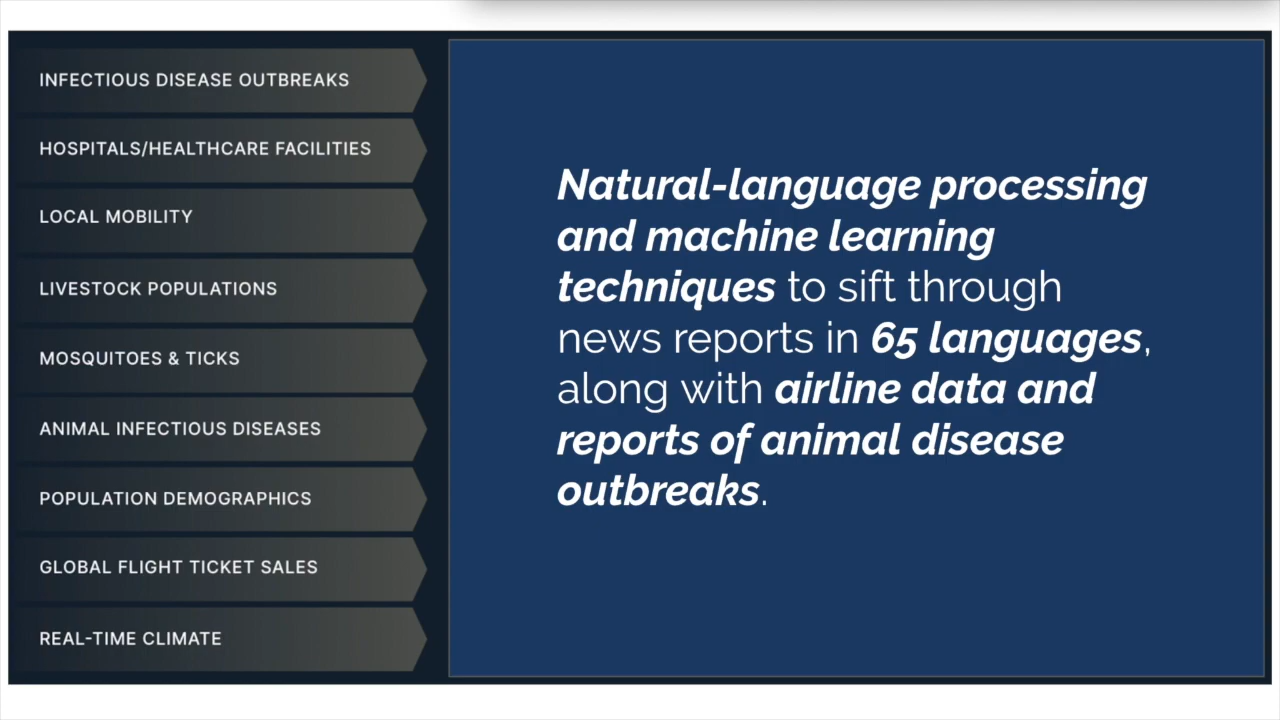 INFECTIOUS DISEASE OUTBREAKS
HOSPITALS/HEALTHCARE FACILITIES
LOCAL MOBILITY
LIVESTOCK POPULATIONS
MOSQUITOES & TICKS
ANIMAL INFECTIOUS DISEASES
POPULATION DEMOGRAPHICS
GLOBAL FLIGHT TICKET SALES
REAL-TIME CLIMATE
Natural-language processing
and machine learning
techniques to sift through
news reports in 65 languages,
along with airline data and
reports of animal disease
outbreaks.